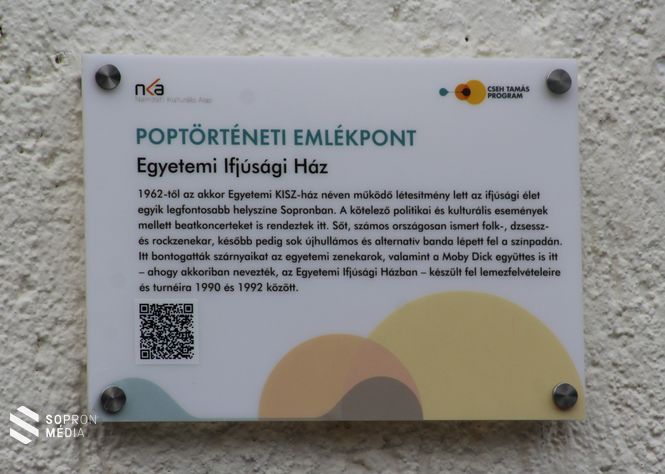 nka
Nemzeti Kulturális Alap
CSEH TAMÁS
PROGRAM
POPTÖRTÉNETI EMLÉKPONT
Egyetemi Ifjúsági Ház
1962-től az akkor Egyetemi KISZ-ház néven működő létesítmény lett az ifjúsági élet
egyik legfontosabb helyszíne Sopronban. A kötelező politikai és kulturális események
mellett beatkoncerteket is rendeztek itt. Sőt, számos országosan ismert folk-, dzsessz-
és rockzenekar, később pedig sok újhullámos és alternatív banda lépett fel a színpadán.
Itt bontogatták szárnyaikat az egyetemi zenekarok, valamint a Moby Dick együttes is itt
– ahogy akkoriban nevezték, az Egyetemi Ifjúsági Házban – készült fel lemezfelvételeire
és turnéira 1990 és 1992 között.
SOPRON
MÉDIA